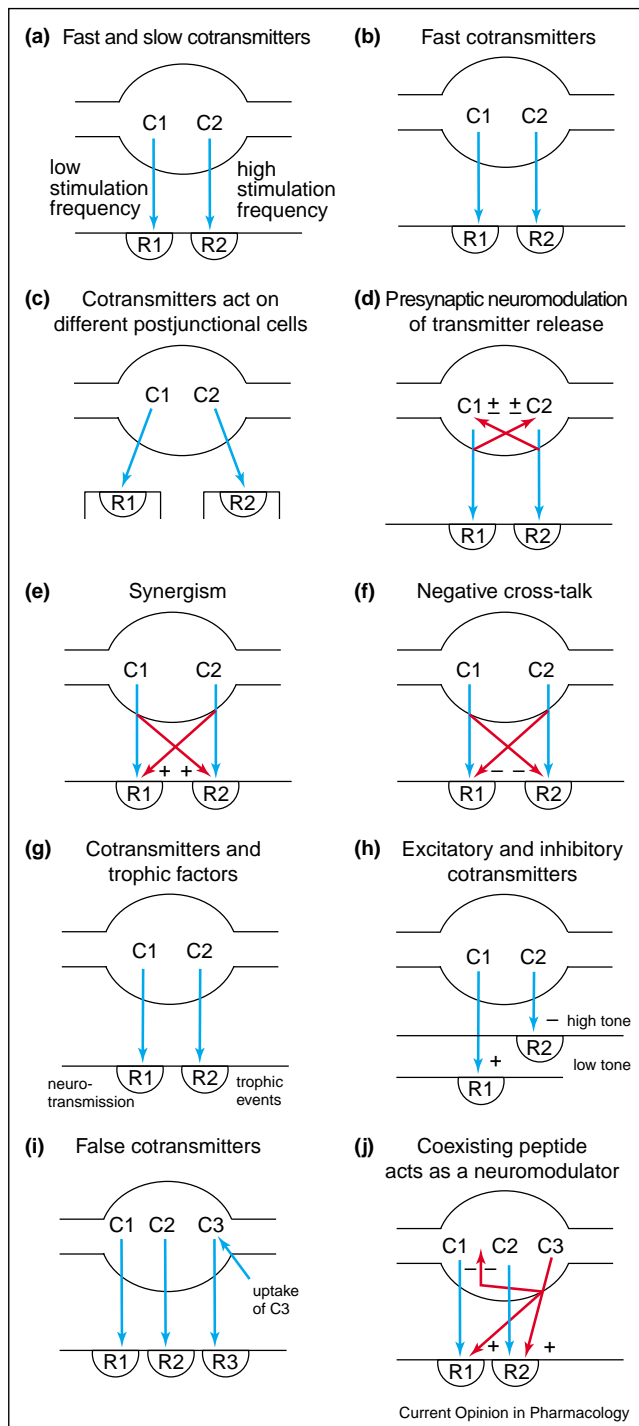 (a) Fast and slow cotransmitters
C1 C2
low
stimulation
frequency
high
stimulation
frequency
R1 R2
(b) Fast cotransmitters
C1 C2
R1 R2
(c) Cotransmitters act on
different postjunctional cells
C1 C2
R1 R2
(d) Presynaptic neuromodulation
of transmitter release
C1 ± ± C2
R1 R2
(e) Synergism
C1 C2
+ +
R1 R2
(f) Negative cross-talk
C1 C2
– –
R1 R2
(g) Cotransmitters and
trophic factors
C1 C2
R1 R2
neuro-
transmission
trophic
events
(h) Excitatory and inhibitory
cotransmitters
C1 C2
– high tone
R2
+ low tone
R1
(i) False cotransmitters
C1 C2 C3
uptake
of C3
R1 R2 R3
(j) Coexisting peptide
acts as a neuromodulator
C1 C2 C3
– –
+ +
R1 R2
Current Opinion in Pharmacology